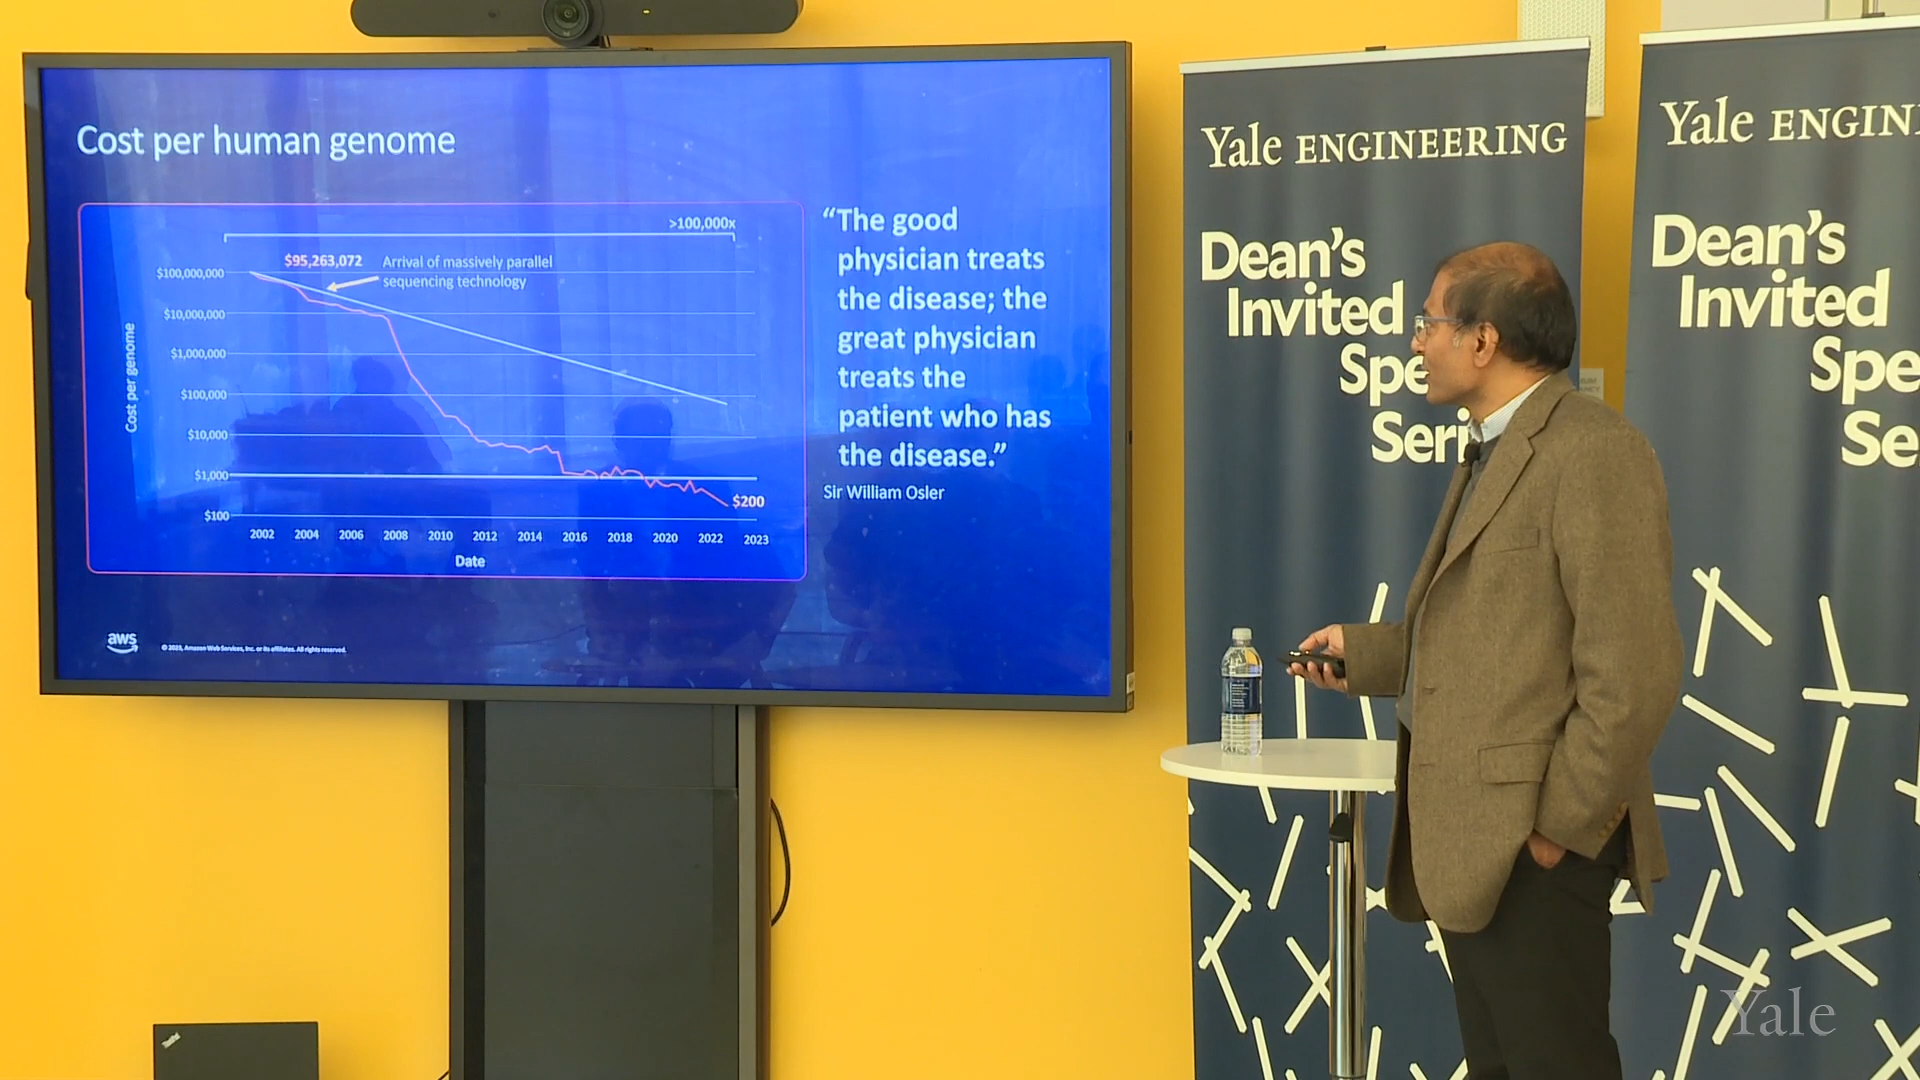 Cost per human genome
>100,000x
$95,263,072
Arrival of massively parallel
sequencing technology
$100,000,000
$10,000,000
$1,000,000
$100,000
$10,000
$1,000
$100
Cost per genome
$200
2002 2004 2006 2008 2010 2012 2014 2016 2018 2020 2022 2023
Date
“The good
physician treats
the disease; the
great physician
treats the
patient who has
the disease.”
Sir William Osler
aws
© 2023, Amazon Web Services, Inc. or its affiliates. All rights reserved.
Yale ENGINEERING
Dean’s
Invited
Spe
Seri
Yale ENGIN
Dean’s
Invited
Spe
Se
ThinkPad
Yale